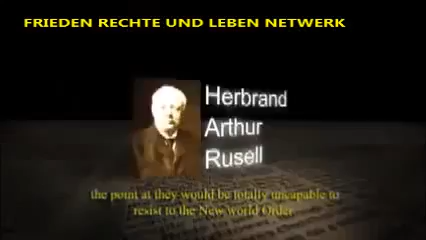 FRIEDEN RECHTE UND LEBEN NETWERK
Herbrand
Arthur
Rusell
the point at they would be totally uncapable to
resist to the New world Order